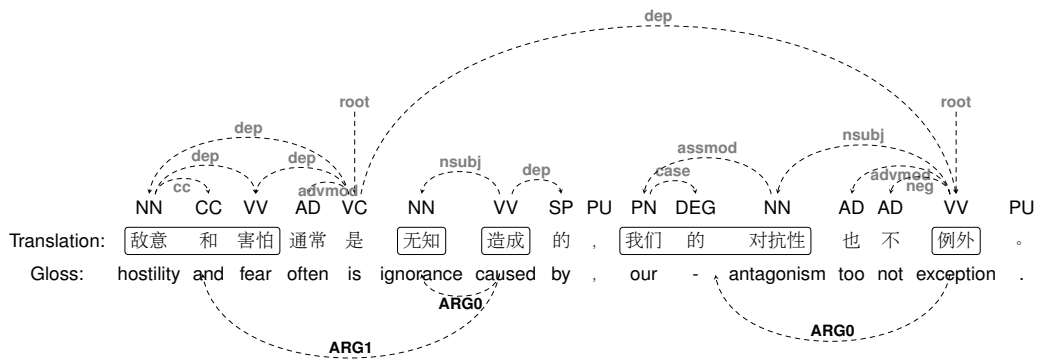 dep
root root
dep nsubj
dep dep nsubj dep assmod advmod
cc advmod case neg
NN CC VV AD VC NN VV SP PU PN DEG NN AD AD VV PU
Translation: 敌意 和 害怕 通常 是 无知 造成 的 , 我们 的 对抗性 也 不 例外 。
Gloss: hostility and fear often is ignorance caused by , our - antagonism too not exception .
ARG0
ARG1 ARG0